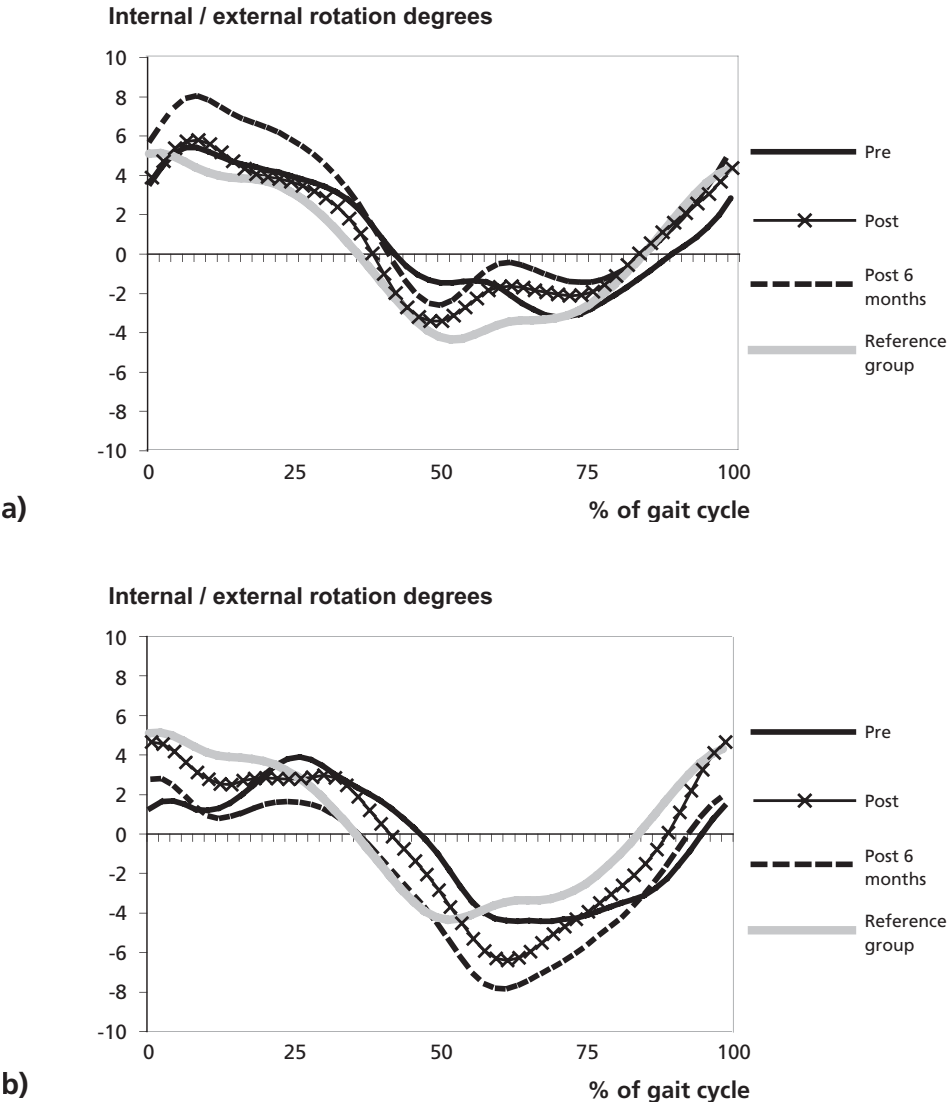 Internal / external rotation degrees
10
8
6
4
2
0
-2
-4
-6
-8
-10
0 25 50 75 100
% of gait cycle
Pre
Post
Post 6
months
Reference
group
a)
Internal / external rotation degrees
10
8
6
4
2
0
-2
-4
-6
-8
-10
0 25 50 75 100
% of gait cycle
Pre
Post
Post 6
months
Reference
group
b)